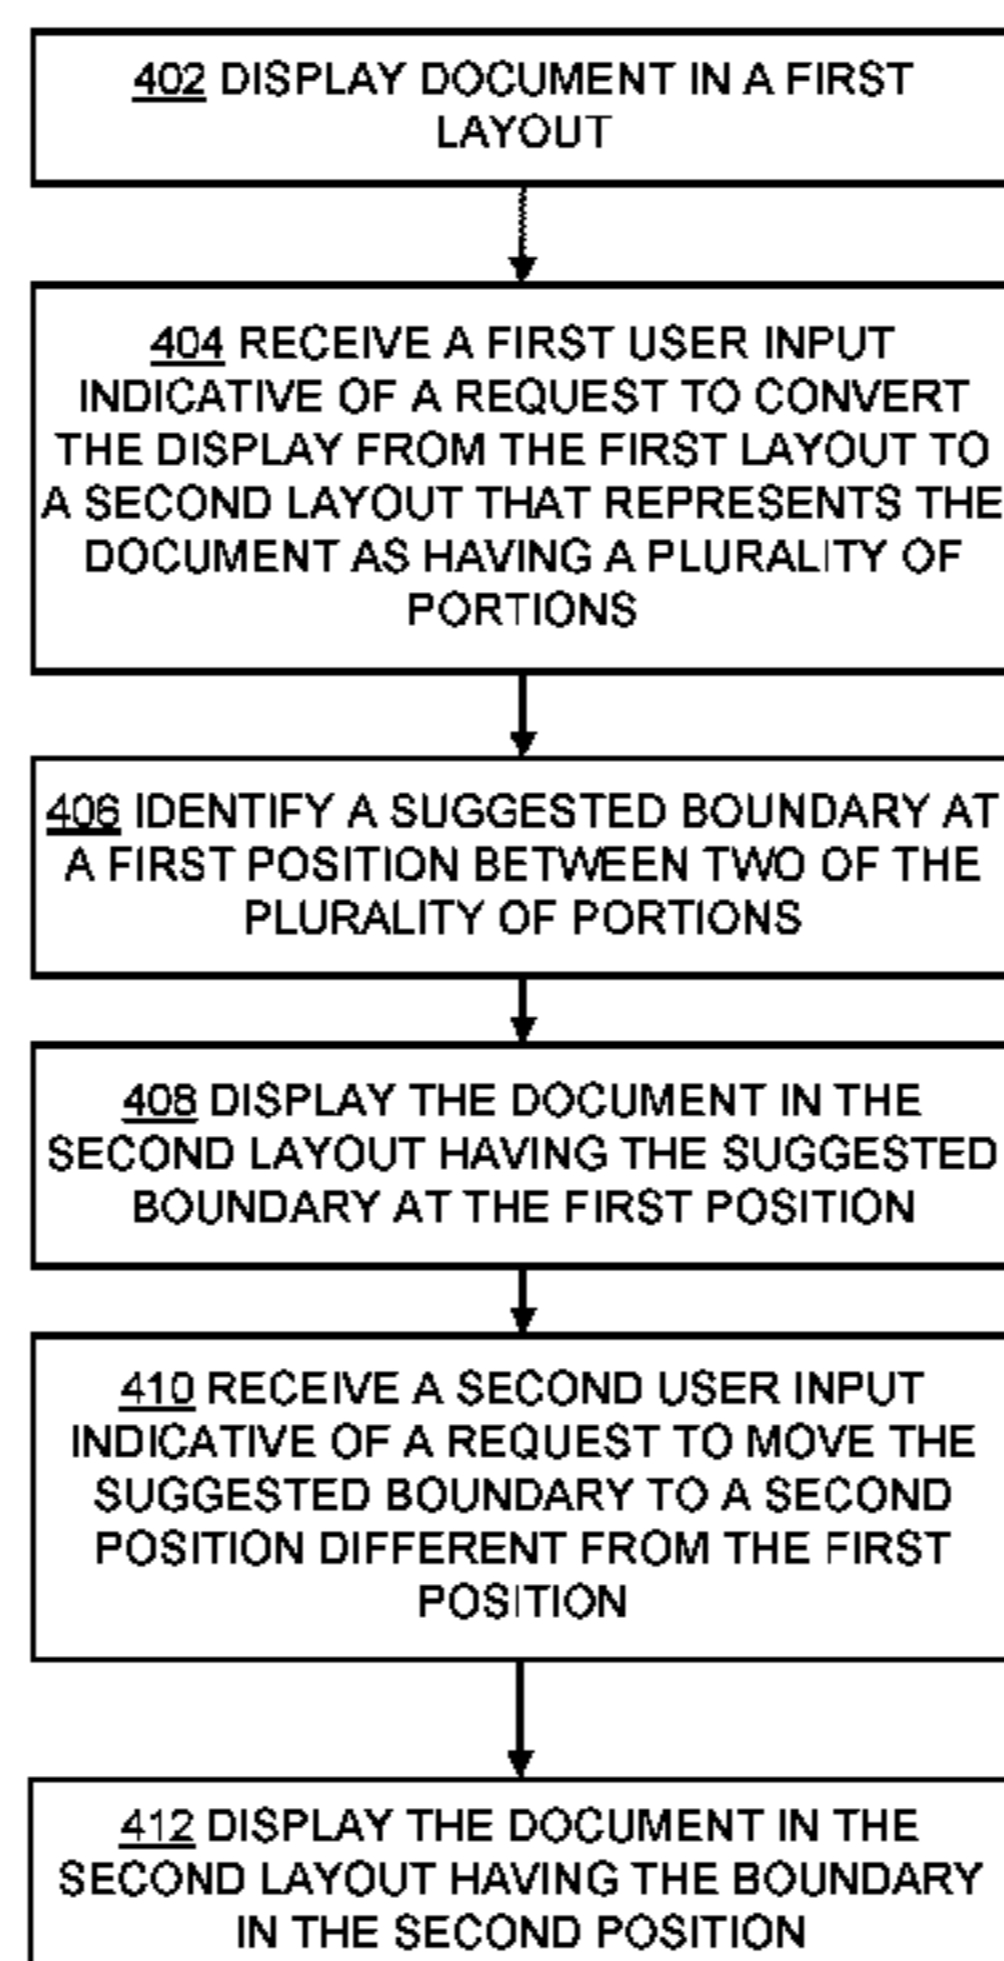 402 DISPLAY DOCUMENT IN A FIRST
LAYOUT
404 RECEIVE A FIRST USER INPUT
INDICATIVE OF A REQUEST TO CONVERT
THE DISPLAY FROM THE FIRST LAYOUT TO
A SECOND LAYOUT THAT REPRESENTS THE
DOCUMENT AS HAVING A PLURALITY OF
PORTIONS
406 IDENTIFY A SUGGESTED BOUNDARY AT
A FIRST POSITION BETWEEN TWO OF THE
PLURALITY OF PORTIONS
408 DISPLAY THE DOCUMENT IN THE
SECOND LAYOUT HAVING THE SUGGESTED
BOUNDARY AT THE FIRST POSITION
410 RECEIVE A SECOND USER INPUT
INDICATIVE OF A REQUEST TO MOVE THE
SUGGESTED BOUNDARY TO A SECOND
POSITION DIFFERENT FROM THE FIRST
POSITION
412 DISPLAY THE DOCUMENT IN THE
SECOND LAYOUT HAVING THE BOUNDARY
IN THE SECOND POSITION